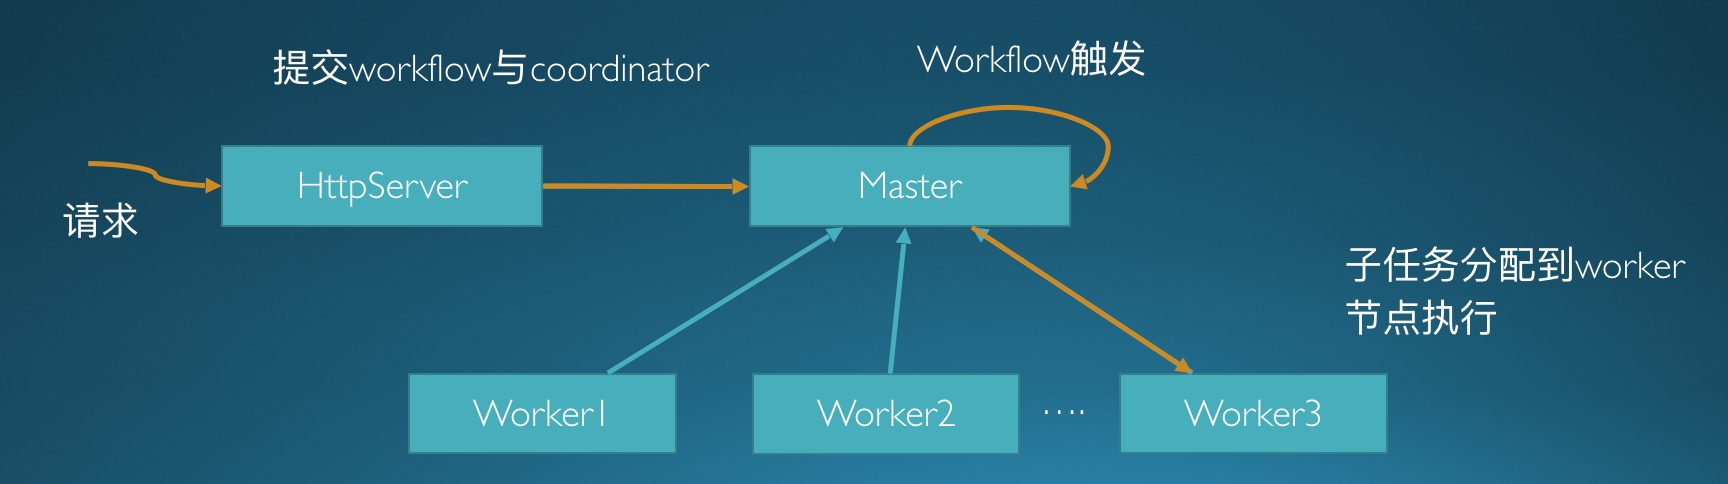 提交workflow与coordinator
Workflow触发
HttpServer
Master
请求
子任务分配到worker
节点执行
Worker1
Worker2
....
Worker3